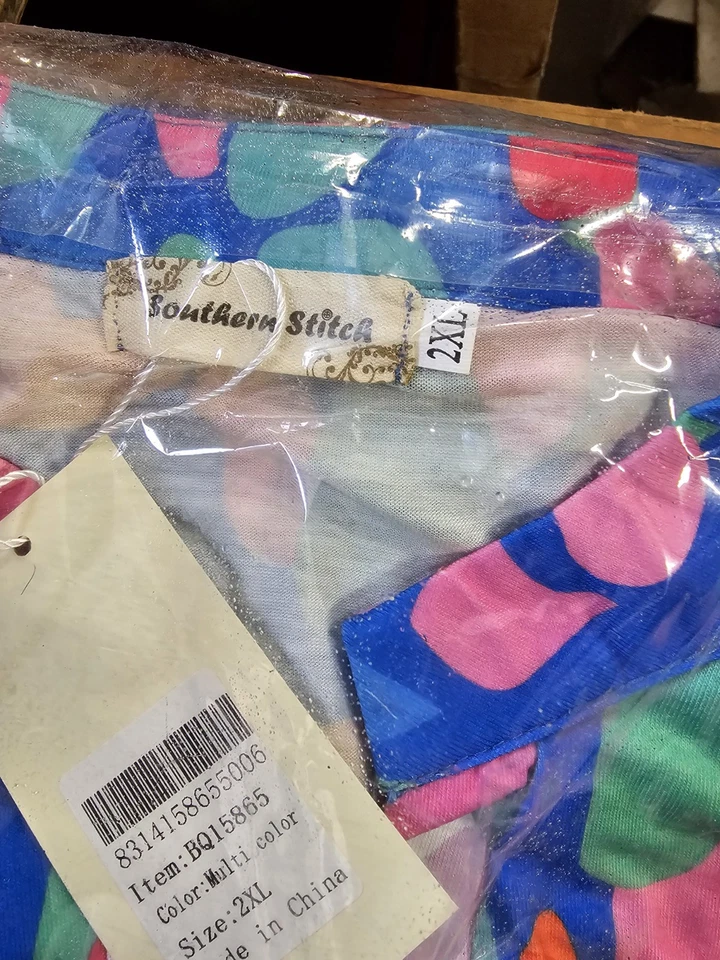 Southern Stitch®
2XL
8314158655006
Item:BQ15865
Color:Multi color
Size:2XL
de in China